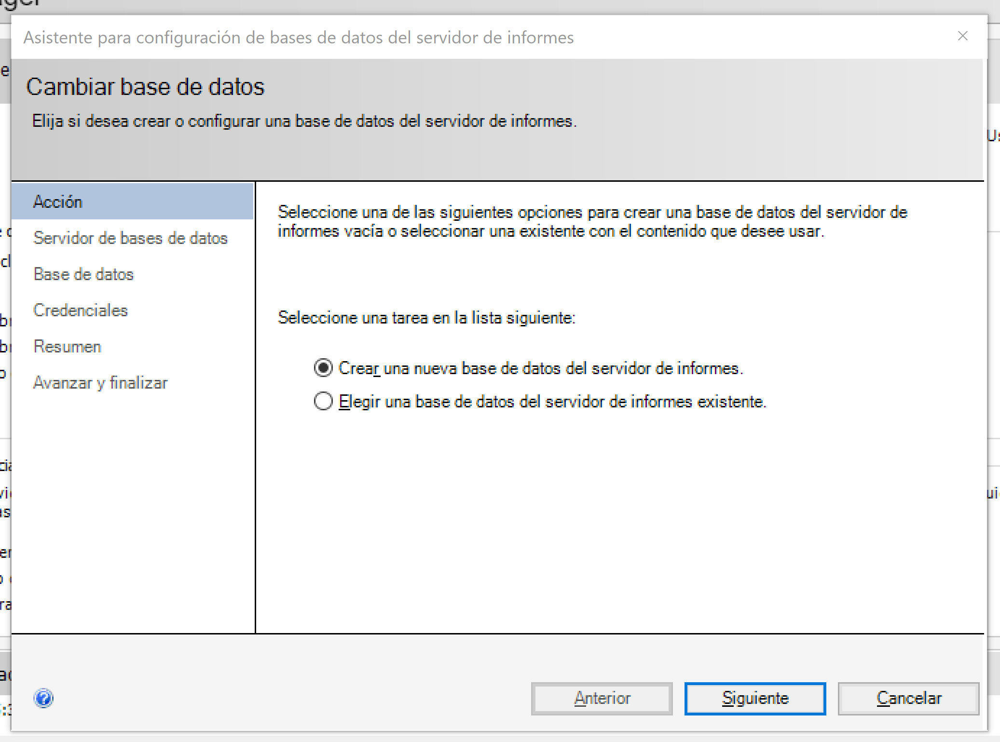 Asistente para configuración de bases de datos del servidor de informes
Cambiar base de datos
Elija si desea crear o configurar una base de datos del servidor de informes.
Acción
Servidor de bases de datos
Base de datos
Credenciales
Resumen
Avanzar y finalizar
Seleccione una de las siguientes opciones para crear una base de datos del servidor de
informes vacía o seleccionar una existente con el contenido que desee usar.
Seleccione una tarea en la lista siguiente:
Crear una nueva base de datos del servidor de informes.
Elegir una base de datos del servidor de informes existente.
Anterior
Siguiente
Cancelar